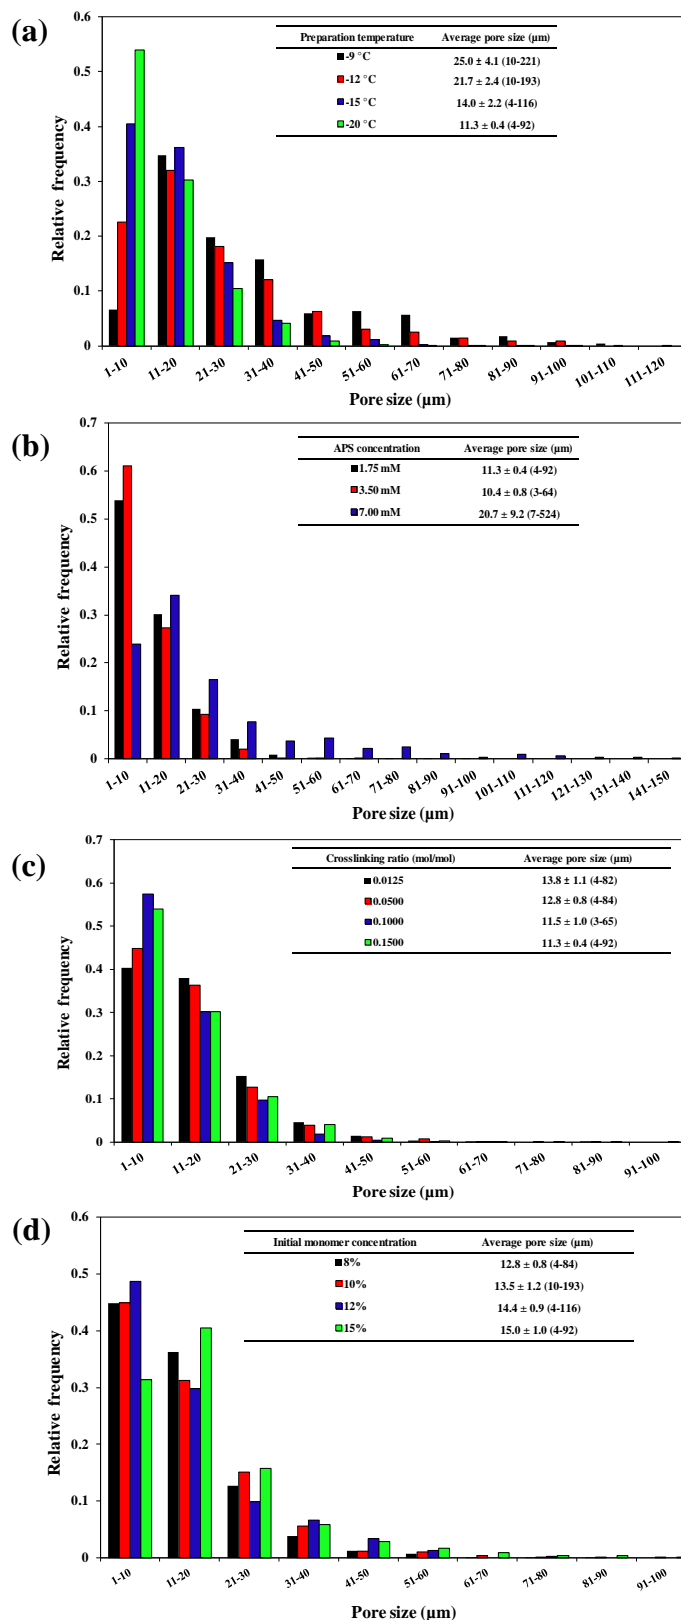 (a)
0.6
0.5
0.4
0.3
0.2
0.1
0
Relative frequency
Preparation temperature Average pore size (µm)
-9 °C 25.0 ± 4.1 (10-221)
-12 °C 21.7 ± 2.4 (10-193)
-15 °C 14.0 ± 2.2 (4-116)
-20 °C 11.3 ± 0.4 (4-92)
1-10 11-20 21-30 31-40 41-50 51-60 61-70 71-80 81-90 91-100 101-110 111-120
Pore size (µm)
(b)
0.7
0.6
0.5
0.4
0.3
0.2
0.1
0
Relative frequency
APS concentration Average pore size (µm)
1.75 mM 11.3 ± 0.4 (4-92)
3.50 mM 10.4 ± 0.8 (3-64)
7.00 mM 20.7 ± 9.2 (7-524)
1-10 11-20 21-30 31-40 41-50 51-60 61-70 71-80 81-90 91-100 101-110 111-120 121-130 131-140 141-150
Pore size (µm)
(c)
0.7
0.6
0.5
0.4
0.3
0.2
0.1
0
Relative frequency
Crosslinking ratio (mol/mol) Average pore size (µm)
0.0125 13.8 ± 1.1 (4-82)
0.0500 12.8 ± 0.8 (4-84)
0.1000 11.5 ± 1.0 (3-65)
0.1500 11.3 ± 0.4 (4-92)
1-10 11-20 21-30 31-40 41-50 51-60 61-70 71-80 81-90 91-100
Pore size (µm)
(d)
0.6
0.5
0.4
0.3
0.2
0.1
0
Relative frequency
Initial monomer concentration Average pore size (µm)
8% 12.8 ± 0.8 (4-84)
10% 13.5 ± 1.2 (10-193)
12% 14.4 ± 0.9 (4-116)
15% 15.0 ± 1.0 (4-92)
1-10 11-20 21-30 31-40 41-50 51-60 61-70 71-80 81-90 91-100
Pore size (µm)